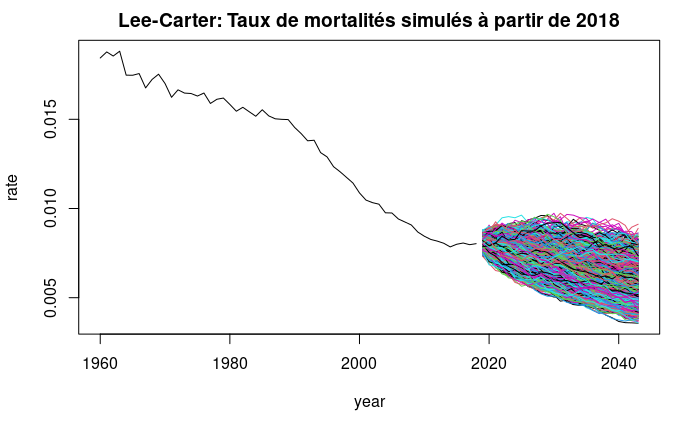 Lee-Carter: Taux de mortalités simulés à partir de 2018
rate
0.015
0.010
0.005
1960 1980 2000 2020 2040
year